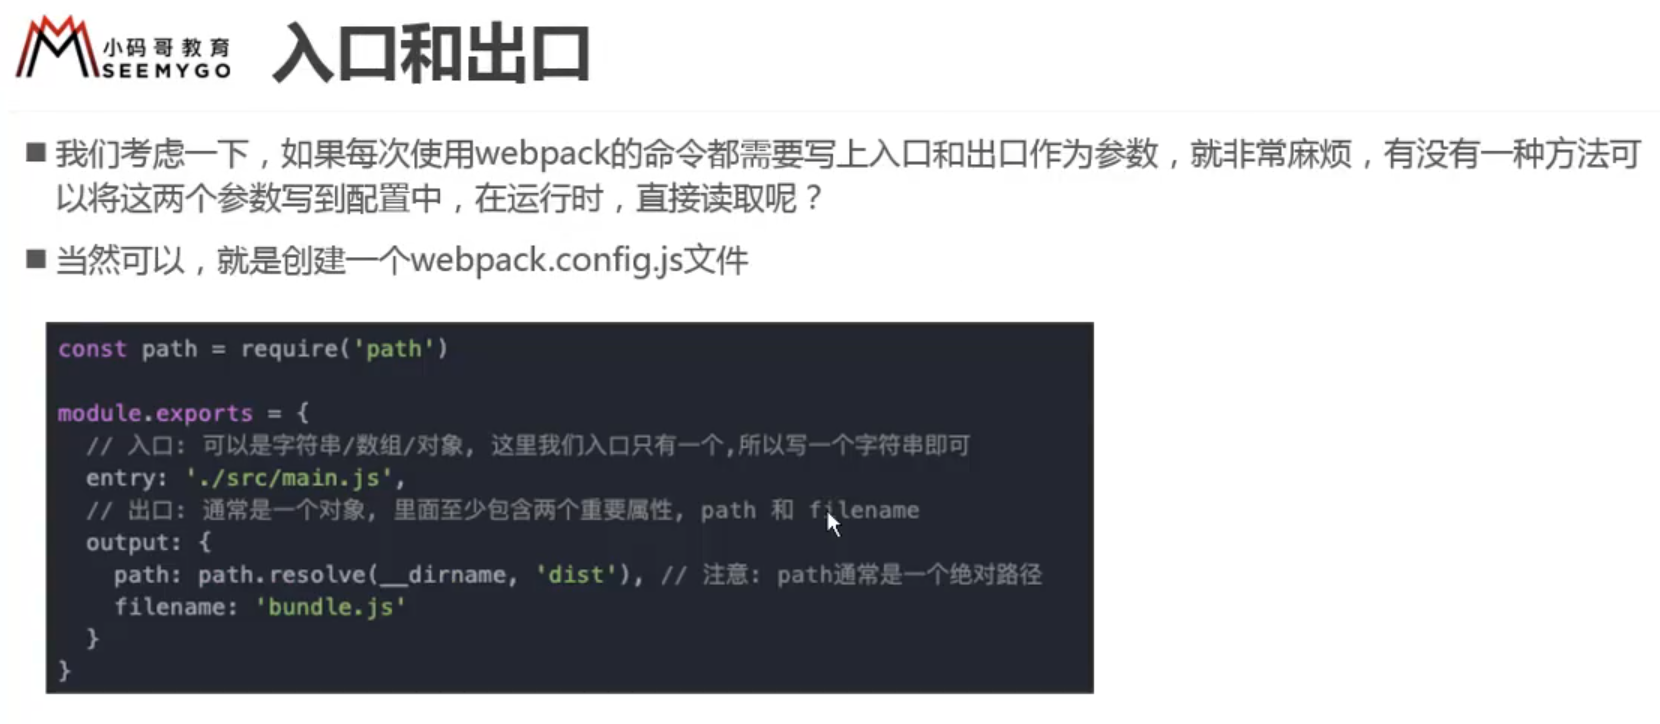 小码哥教育
SEEMYGO
入口和出口
■ 我们考虑一下，如果每次使用webpack的命令都需要写上入口和出口作为参数，就非常麻烦，有没有一种方法可
以将这两个参数写到配置中，在运行时，直接读取呢？
■ 当然可以，就是创建一个webpack.config.js文件
const path = require('path')
module.exports = {
// 入口: 可以是字符串/数组/对象, 这里我们入口只有一个,所以写一个字符串即可
entry: './src/main.js',
// 出口: 通常是一个对象, 里面至少包含两个重要属性, path 和 filename
output: {
path: path.resolve(__dirname, 'dist'), // 注意: path通常是一个绝对路径
filename: 'bundle.js'
}
}